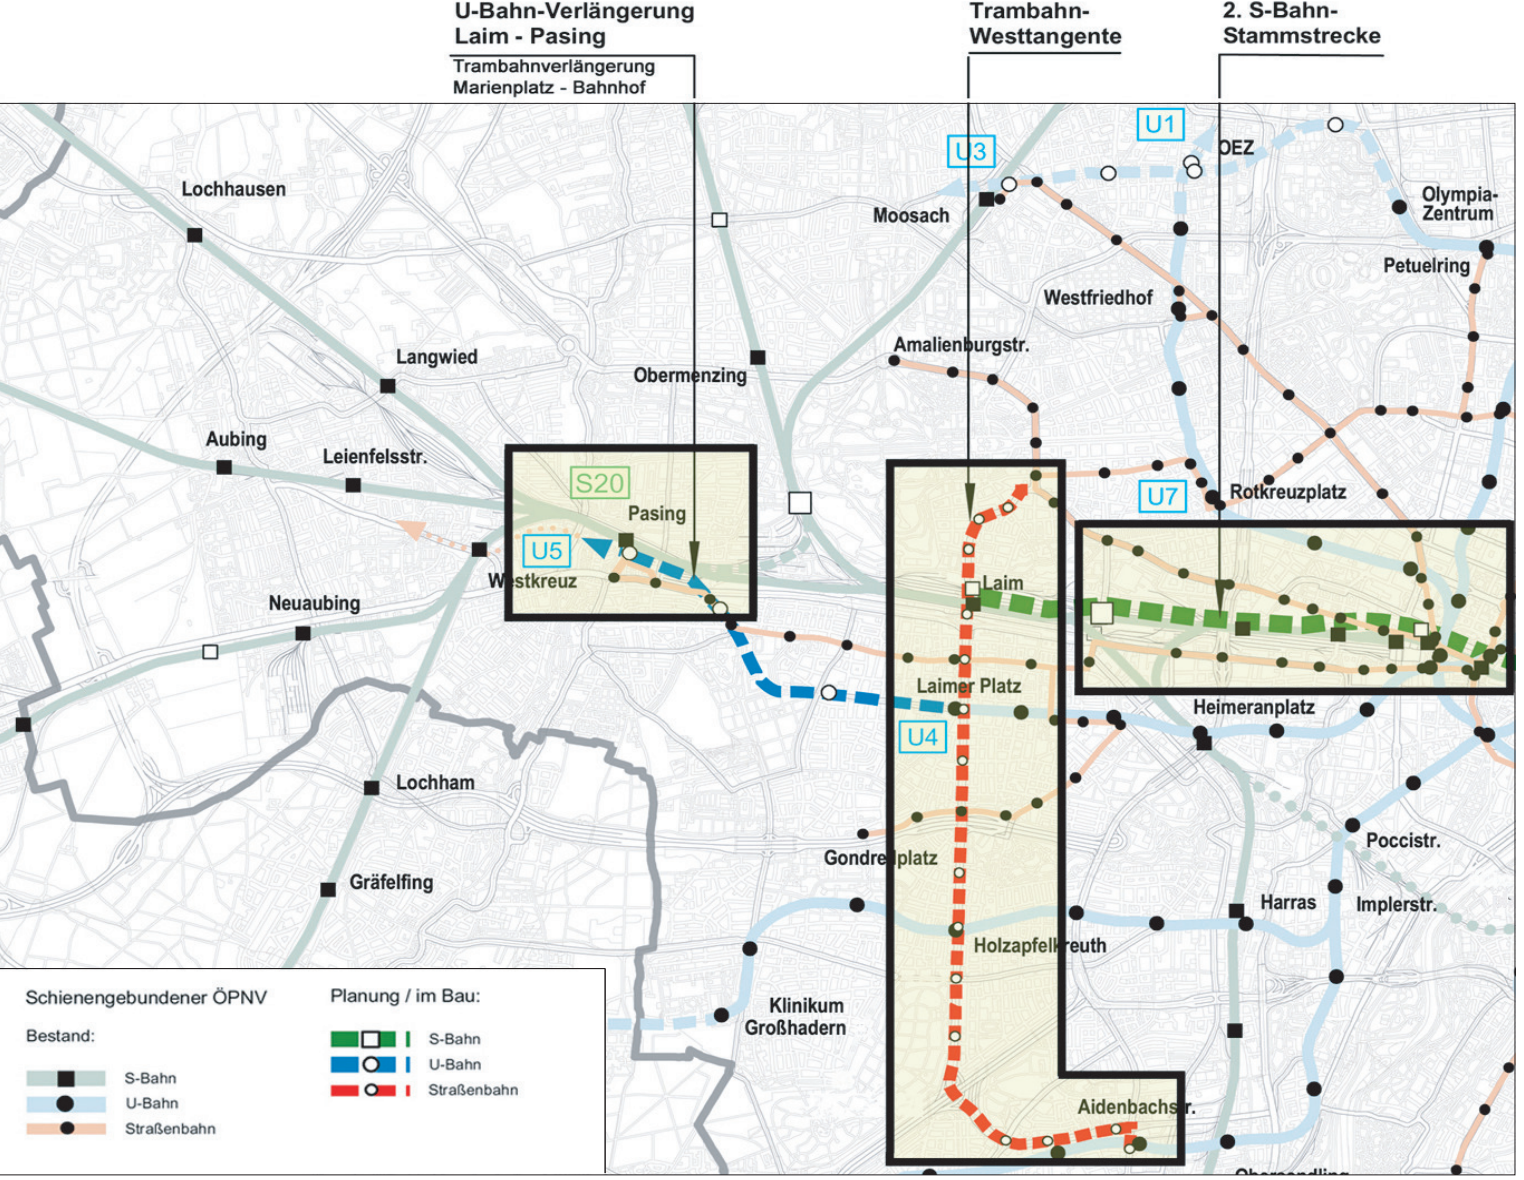 U-Bahn-Verlängerung
Laim - Pasing
Trambahnverlängerung
Marienplatz - Bahnhof
Trambahn-
Westtangente
2. S-Bahn-
Stammstrecke
U1
U3
OEZ
Lochhausen
Moosach
Olympia-
Zentrum
Petuelring
Westfriedhof
Amalienburgstr.
Langwied
Obermenzing
Aubing
Leienfelsstr.
S20
Pasing
U7
Rotkreuzplatz
U5
Westkreuz
Laim
Neuaubing
Laimer Platz
Heimeranplatz
U4
Lochham
Poccistr.
Gondrellplatz
Gräfelfing
Harras
Implerstr.
Holzapfelkreuth
Klinikum
Großhadern
Aidenbachstr.
Obersendling
Schienengebundener ÖPNV
Bestand:
S-Bahn
U-Bahn
Straßenbahn
Planung / im Bau:
S-Bahn
U-Bahn
Straßenbahn